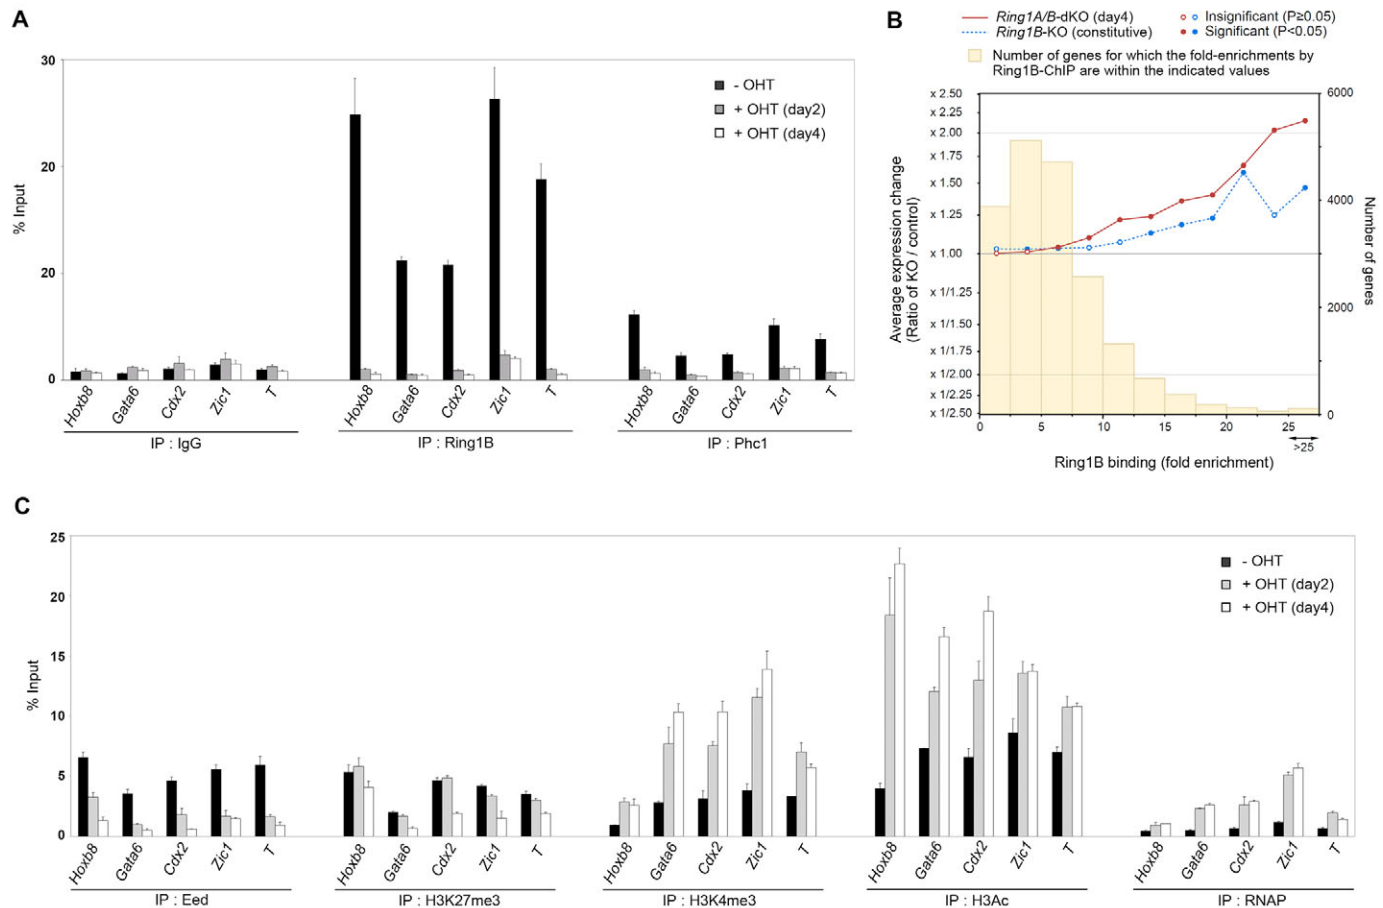 A
30
20
20
0
% Input
- OHT
+ OHT (day2)
+ OHT (day4)
Hoxb8 Gata6 Cdx2 Zic1 T
Hoxb8 Gata6 Cdx2 Zic1 T
Hoxb8 Gata6 Cdx2 Zic1 T
IP : IgG
IP : Ring1B
IP : Phc1
B
Ring1A/B-dKO (day4)
Ring1B-KO (constitutive)
Insignificant (P≥0.05)
Significant (P<0.05)
Number of genes for which the fold-enrichments by
Ring1B-ChIP are within the indicated values
Average expression change
(Ratio of KO / control)
x 2.50
x 2.25
x 2.00
x 1.75
x 1.50
x 1.25
x 1.00
x 1/1.25
x 1/1.50
x 1/1.75
x 1/2.00
x 1/2.25
x 1/2.50
6000
4000
2000
0
Number of genes
0 5 10 15 20 25
>25
Ring1B binding (fold enrichment)
C
25
20
15
10
5
0
% Input
- OHT
+ OHT (day2)
+ OHT (day4)
Hoxb8 Gata6 Cdx2 Zic1 T
Hoxb8 Gata6 Cdx2 Zic1 T
Hoxb8 Gata6 Cdx2 Zic1 T
Hoxb8 Gata6 Cdx2 Zic1 T
Hoxb8 Gata6 Cdx2 Zic1 T
IP : Eed
IP : H3K27me3
IP : H3K4me3
IP : H3Ac
IP : RNAP